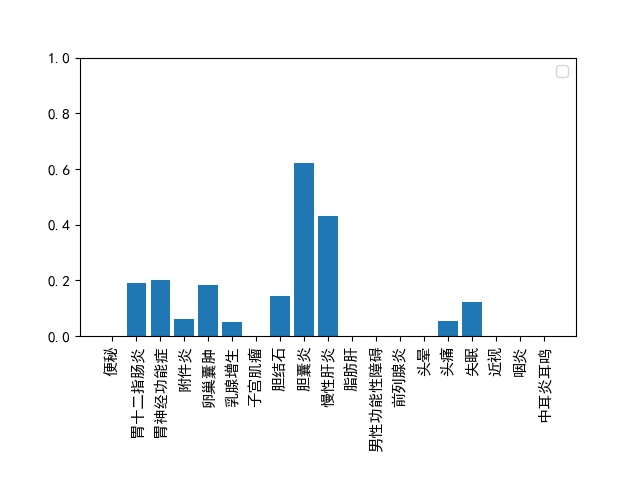 1.0
0.8
0.6
0.4
0.2
0.0
便秘
胃十二指肠炎
胃神经功能症
附件炎
卵巢囊肿
乳腺增生
子宫肌瘤
胆结石
胆囊炎
慢性肝炎
脂肪肝
男性功能性障碍
前列腺炎
头晕
头痛
失眠
近视
咽炎
中耳炎耳鸣